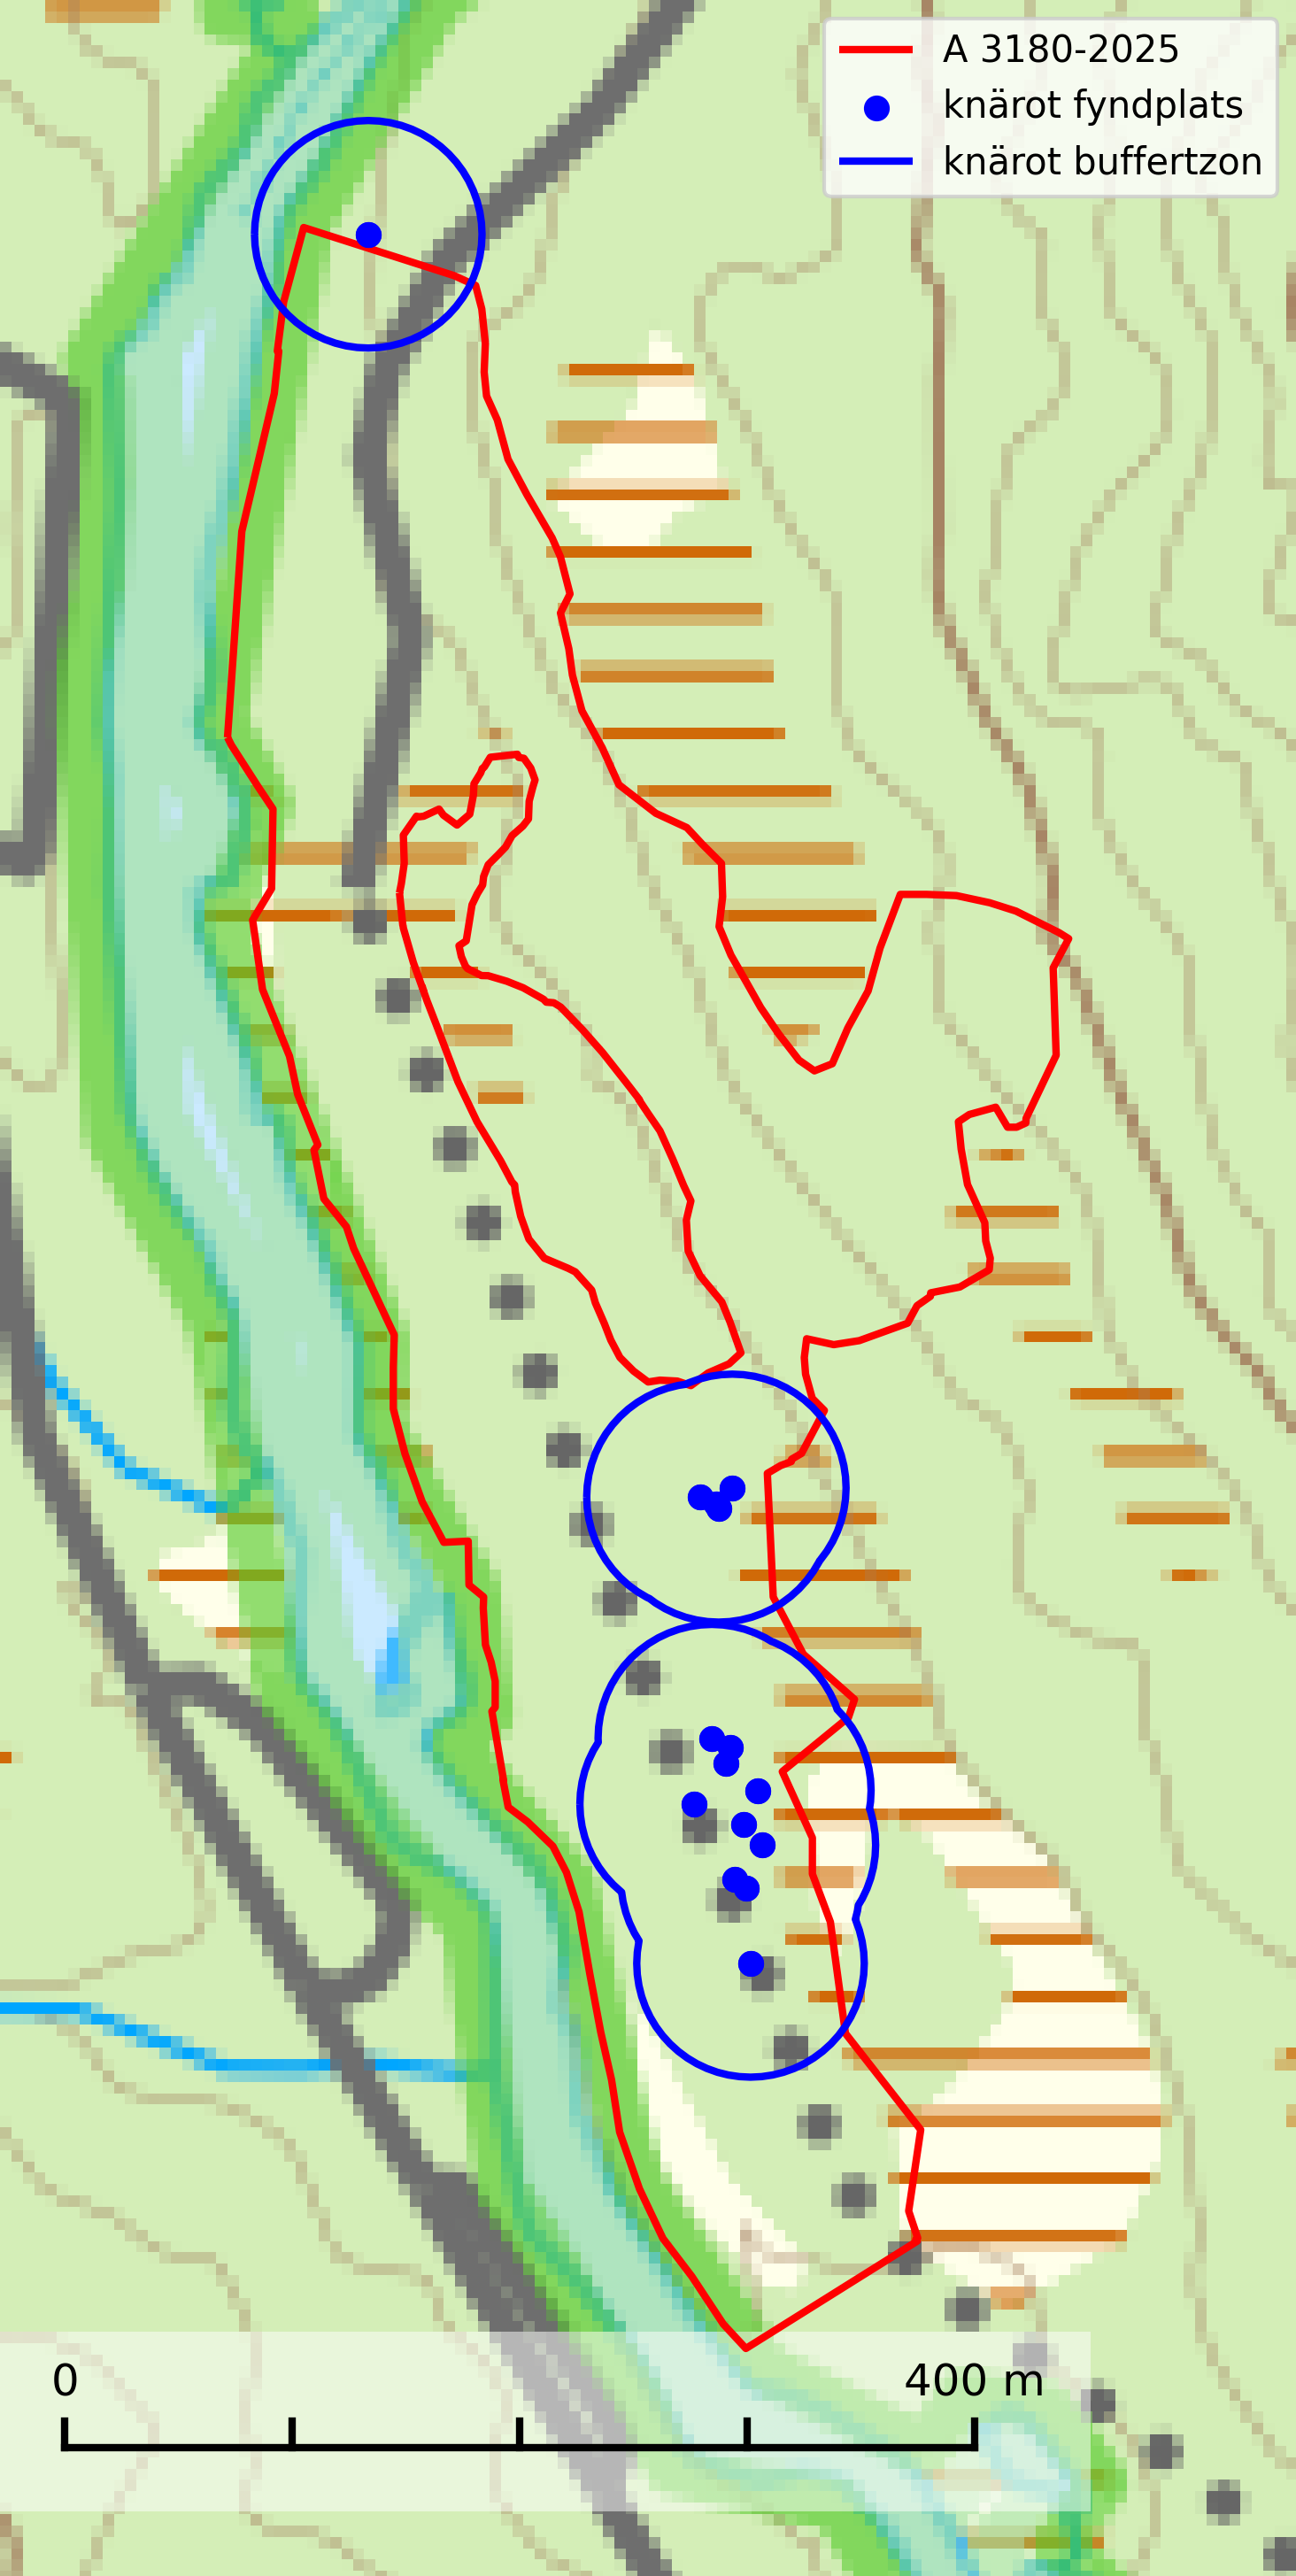 A 3180-2025
knärot fyndplats
knärot buffertzon
0 400 m